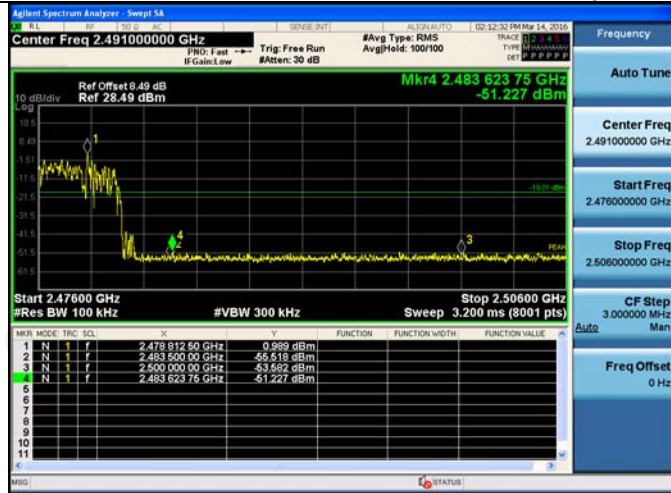 Agilent Spectrum Analyzer - Swept SA
RL RF 50 Ω AC SENSE:INT ALIGN AUTO 02:12:32 PM Mar 14, 2016
Center Freq 2.491000000 GHz
PNO: Fast
IFGain:Low
Trig: Free Run
#Atten: 30 dB
#Avg Type: RMS
Avg|Hold: 100/100
TRACE 1 2 3 4 5 6
TYPE
DET P P P P P P
Frequency
Auto Tune
Mkr4 2.483 623 75 GHz
-51.227 dBm
Ref Offset 8.49 dB
10 dB/div Ref 28.49 dBm
Log
-1.51
-11.5
-21.5
-31.5
-41.5
-51.5
-61.5
1
4
2
3
-19.01 dBm
PEAK
Center Freq
2.491000000 GHz
Start Freq
2.476000000 GHz
Stop Freq
2.506000000 GHz
Start 2.47600 GHz Stop 2.50600 GHz
#Res BW 100 kHz #VBW 300 kHz Sweep 3.200 ms (8001 pts)
CF Step
3.000000 MHz
Auto Man
Freq Offset
0 Hz
MKR MODE TRC SCL X Y FUNCTION FUNCTION WIDTH FUNCTION VALUE
1 N 1 f 2.478 812 50 GHz 0.989 dBm
2 N 1 f 2.483 500 00 GHz -55.518 dBm
3 N 1 f 2.500 000 00 GHz -53.582 dBm
4 N 1 f 2.483 623 75 GHz -51.227 dBm
5
6
7
8
9
10
11
MSG STATUS